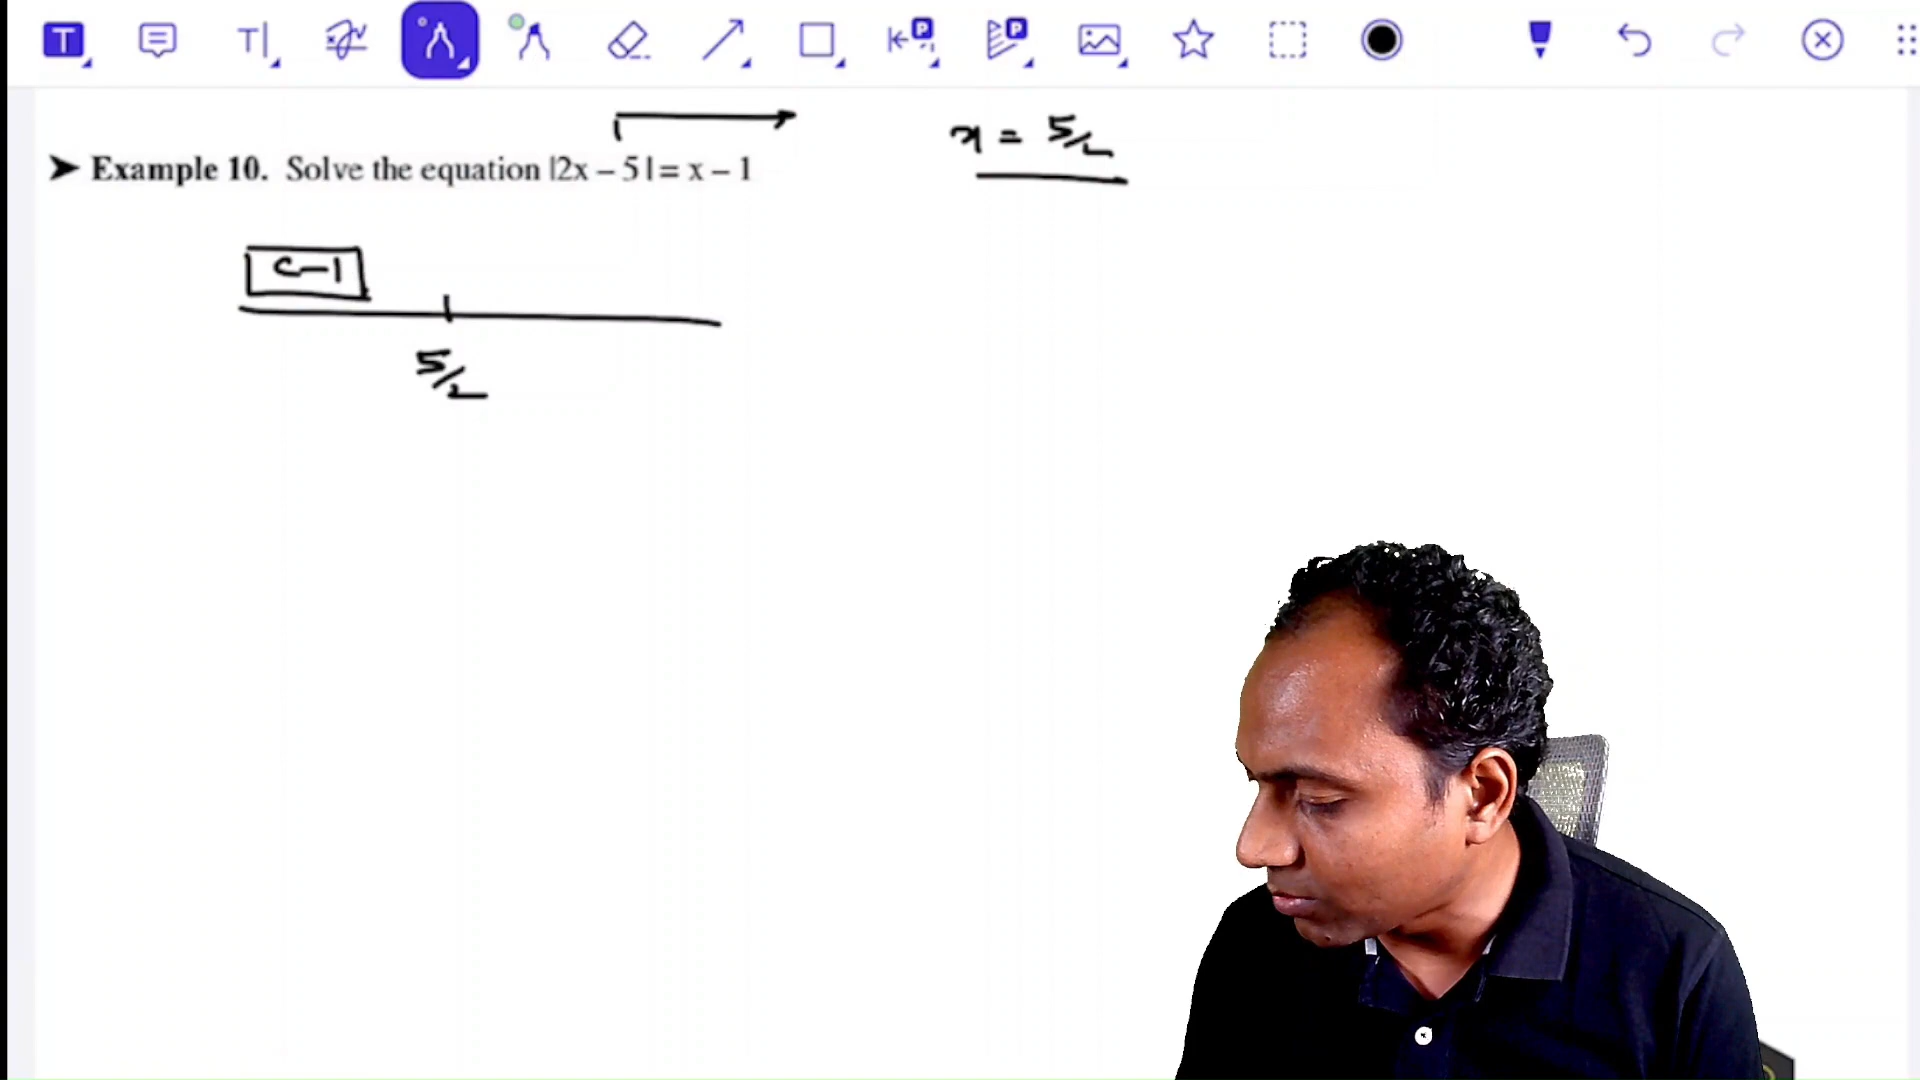 x = 5/2
➤ Example 10. Solve the equation |2x – 5| = x – 1
C-1
5/2